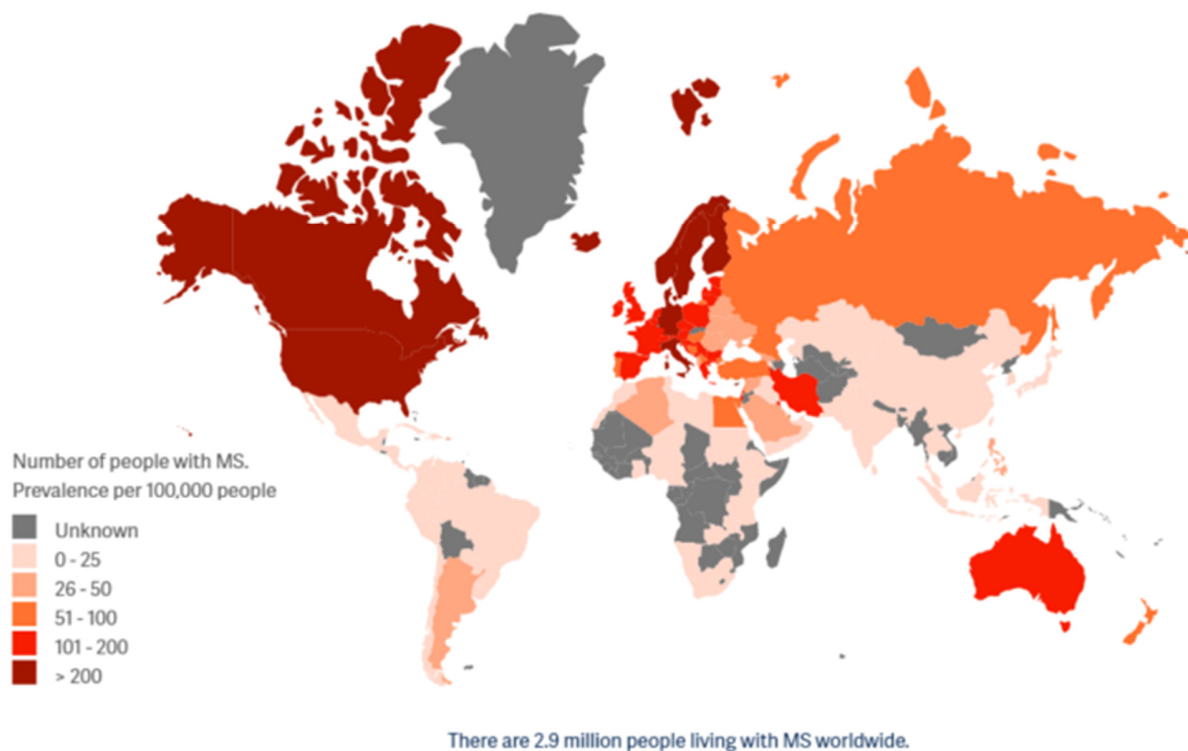 Number of people with MS.
Prevalence per 100,000 people
Unknown
0 - 25
26 - 50
51 - 100
101 - 200
> 200
There are 2.9 million people living with MS worldwide.